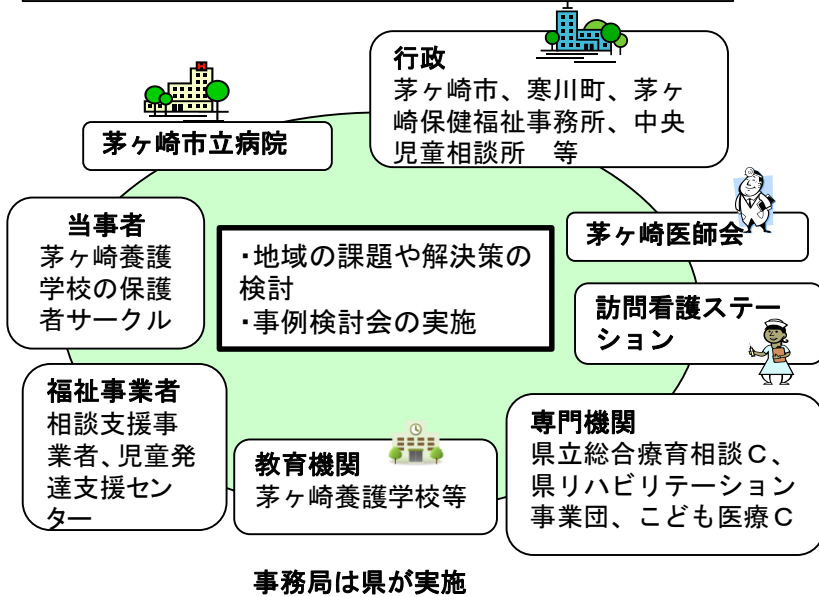 行政
茅ヶ崎市、寒川町、茅ヶ
崎保健福祉事務所、中央
児童相談所　等
茅ヶ崎市立病院
当事者
茅ヶ崎養護
学校の保護
者サークル
・地域の課題や解決策の
検討
・事例検討会の実施
茅ヶ崎医師会
訪問看護ステー
ション
福祉事業者
相談支援事
業者、児童発
達支援セン
ター
教育機関
茅ヶ崎養護学校等
専門機関
県立総合療育相談Ｃ、
県リハビリテーション
事業団、こども医療Ｃ
事務局は県が実施